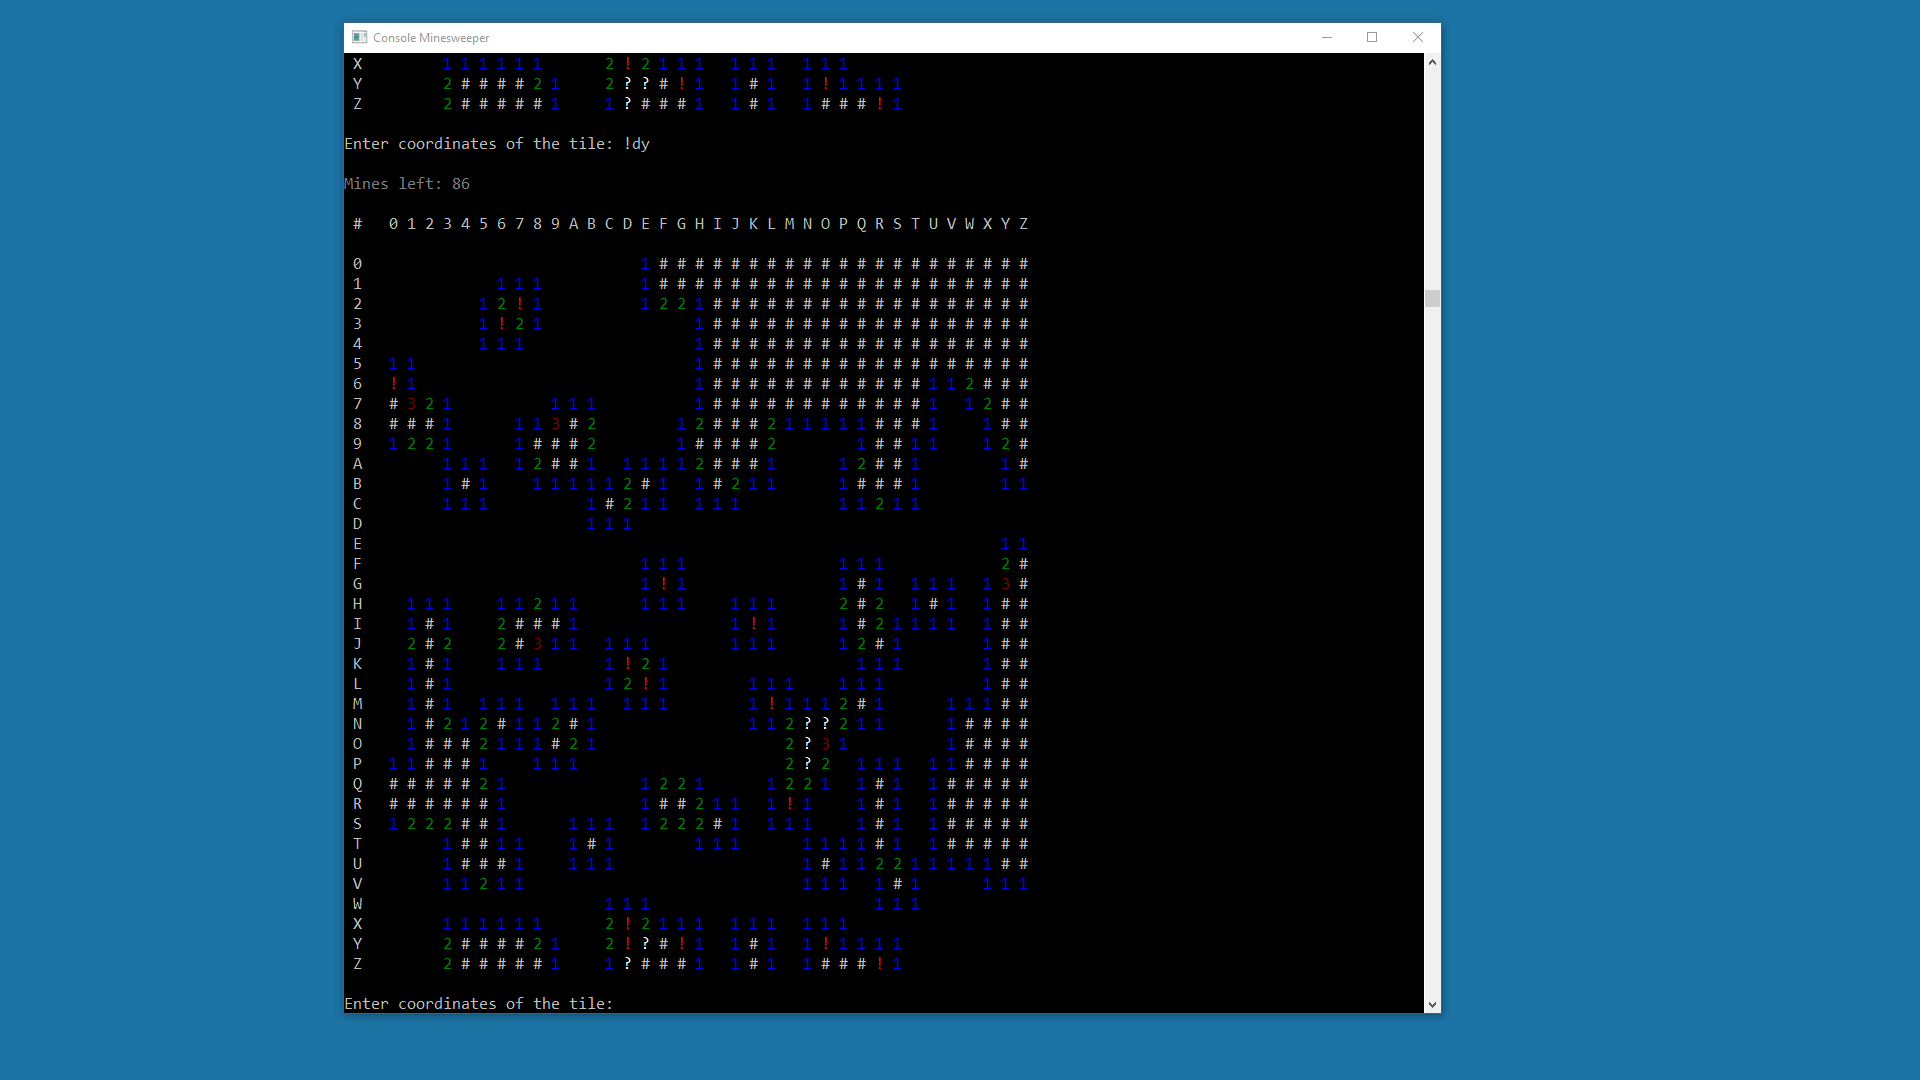 Console Minesweeper
X 1 1 1 1 1 1 2 ! 2 1 1 1 1 1 1 1 1 1
Y 2 # # # # 2 1 2 ? ? # ! 1 1 # 1 1 ! 1 1 1 1
Z 2 # # # # # 1 1 ? # # # 1 1 # 1 1 # # # ! 1
Enter coordinates of the tile: !dy
Mines left: 86
# 0 1 2 3 4 5 6 7 8 9 A B C D E F G H I J K L M N O P Q R S T U V W X Y Z
0 1 # # # # # # # # # # # # # # # # # # # # #
1 1 1 1 1 # # # # # # # # # # # # # # # # # # # # #
2 1 2 ! 1 1 2 2 1 # # # # # # # # # # # # # # # # # #
3 1 ! 2 1 1 # # # # # # # # # # # # # # # # # #
4 1 1 1 1 # # # # # # # # # # # # # # # # # #
5 1 1 1 # # # # # # # # # # # # # # # # # #
6 ! 1 1 # # # # # # # # # # # # 1 1 2 # # #
7 # 3 2 1 1 1 1 1 # # # # # # # # # # # # 1 1 2 # #
8 # # # 1 1 1 3 # 2 1 2 # # # 2 1 1 1 1 1 # # # 1 1 # #
9 1 2 2 1 1 # # # 2 1 # # # # 2 1 # # 1 1 1 2 #
A 1 1 1 1 2 # # 1 1 1 1 1 2 # # # 1 1 2 # # 1 1 #
B 1 # 1 1 1 1 1 1 2 # 1 1 # 2 1 1 1 # # # 1 1 1
C 1 1 1 1 # 2 1 1 1 1 1 1 1 2 1 1
D 1 1 1
E 1 1
F 1 1 1 1 1 1 2 #
G 1 ! 1 1 # 1 1 1 1 1 3 #
H 1 1 1 1 1 2 1 1 1 1 1 1 1 1 2 # 2 1 # 1 1 # #
I 1 # 1 2 # # # 1 1 ! 1 1 # 2 1 1 1 1 1 # #
J 2 # 2 2 # 3 1 1 1 1 1 1 1 1 1 2 # 1 1 # #
K 1 # 1 1 1 1 1 ! 2 1 1 1 1 1 # #
L 1 # 1 1 2 ! 1 1 1 1 1 1 1 1 # #
M 1 # 1 1 1 1 1 1 1 1 1 1 1 ! 1 1 1 2 # 1 1 1 1 # #
N 1 # 2 1 2 # 1 1 2 # 1 1 1 2 ? ? 2 1 1 1 # # # #
O 1 # # # 2 1 1 1 # 2 1 2 ? 3 1 1 # # # #
P 1 1 # # # 1 1 1 1 2 ? 2 1 1 1 1 1 # # # #
Q # # # # # 2 1 1 2 2 1 1 2 2 1 1 # 1 1 # # # # #
R # # # # # # 1 1 # # 2 1 1 1 ! 1 1 # 1 1 # # # # #
S 1 2 2 2 # # 1 1 1 1 1 2 2 2 # 1 1 1 1 1 # 1 1 # # # # #
T 1 # # 1 1 1 # 1 1 1 1 1 1 1 1 # 1 1 # # # # #
U 1 # # # 1 1 1 1 1 # 1 1 2 2 1 1 1 1 1 # #
V 1 1 2 1 1 1 1 1 1 # 1 1 1 1
W 1 1 1 1 1 1
X 1 1 1 1 1 1 2 ! 2 1 1 1 1 1 1 1 1 1
Y 2 # # # # 2 1 2 ! ? # ! 1 1 # 1 1 ! 1 1 1 1
Z 2 # # # # # 1 1 ? # # # 1 1 # 1 1 # # # ! 1
Enter coordinates of the tile: